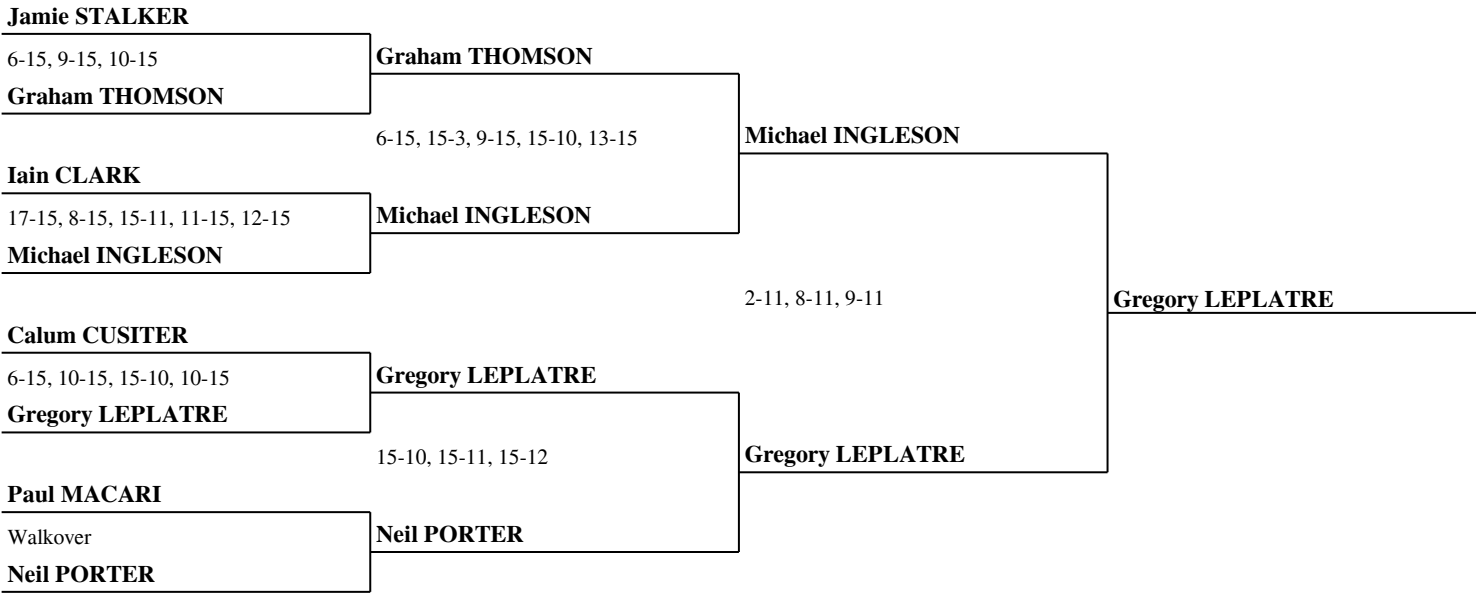 Jamie STALKER
6-15, 9-15, 10-15
Graham THOMSON
Graham THOMSON
6-15, 15-3, 9-15, 15-10, 13-15
Michael INGLESON
Iain CLARK
17-15, 8-15, 15-11, 11-15, 12-15
Michael INGLESON
Michael INGLESON
2-11, 8-11, 9-11
Gregory LEPLATRE
Calum CUSITER
6-15, 10-15, 15-10, 10-15
Gregory LEPLATRE
Gregory LEPLATRE
15-10, 15-11, 15-12
Gregory LEPLATRE
Paul MACARI
Walkover
Neil PORTER
Neil PORTER